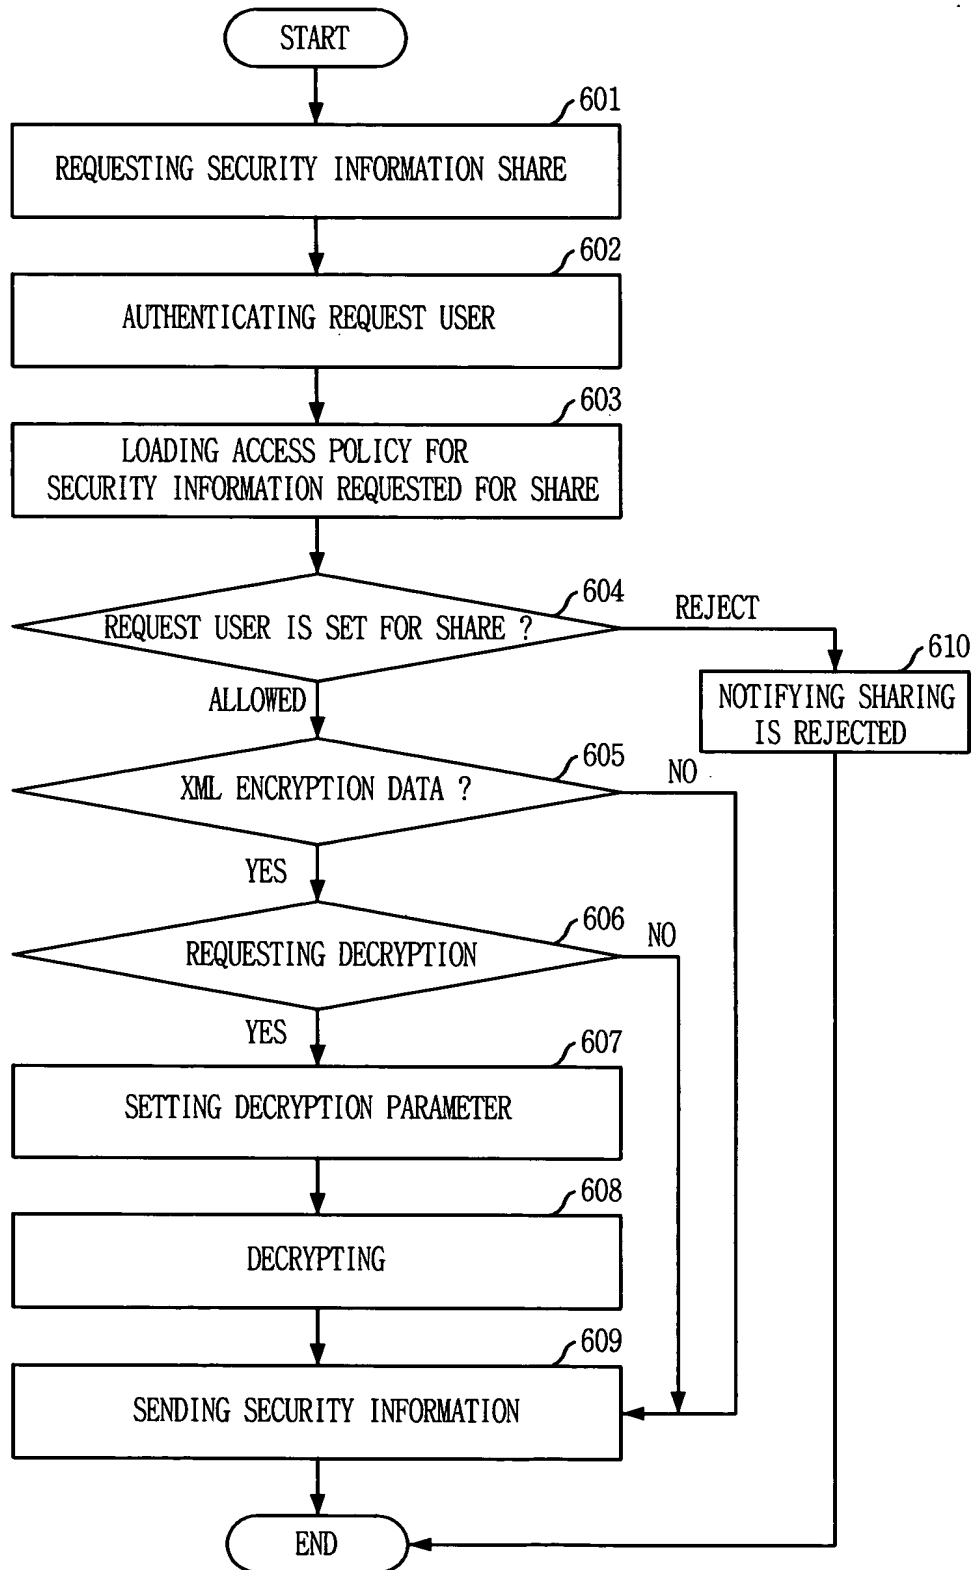 START
601
REQUESTING SECURITY INFORMATION SHARE
602
AUTHENTICATING REQUEST USER
603
LOADING ACCESS POLICY FOR
SECURITY INFORMATION REQUESTED FOR SHARE
604
REQUEST USER IS SET FOR SHARE ?
REJECT
610
NOTIFYING SHARING
IS REJECTED
ALLOWED
605
XML ENCRYPTION DATA ?
NO
YES
606
REQUESTING DECRYPTION
NO
YES
607
SETTING DECRYPTION PARAMETER
608
DECRYPTING
609
SENDING SECURITY INFORMATION
END